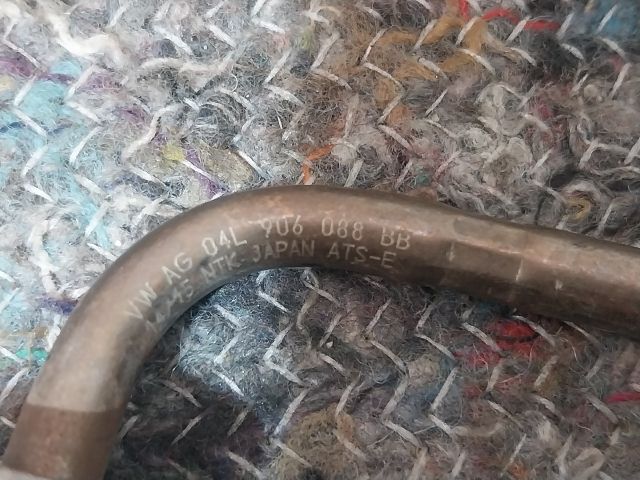 VW AG 04L 906 088 BB
NTK JAPAN ATS-E